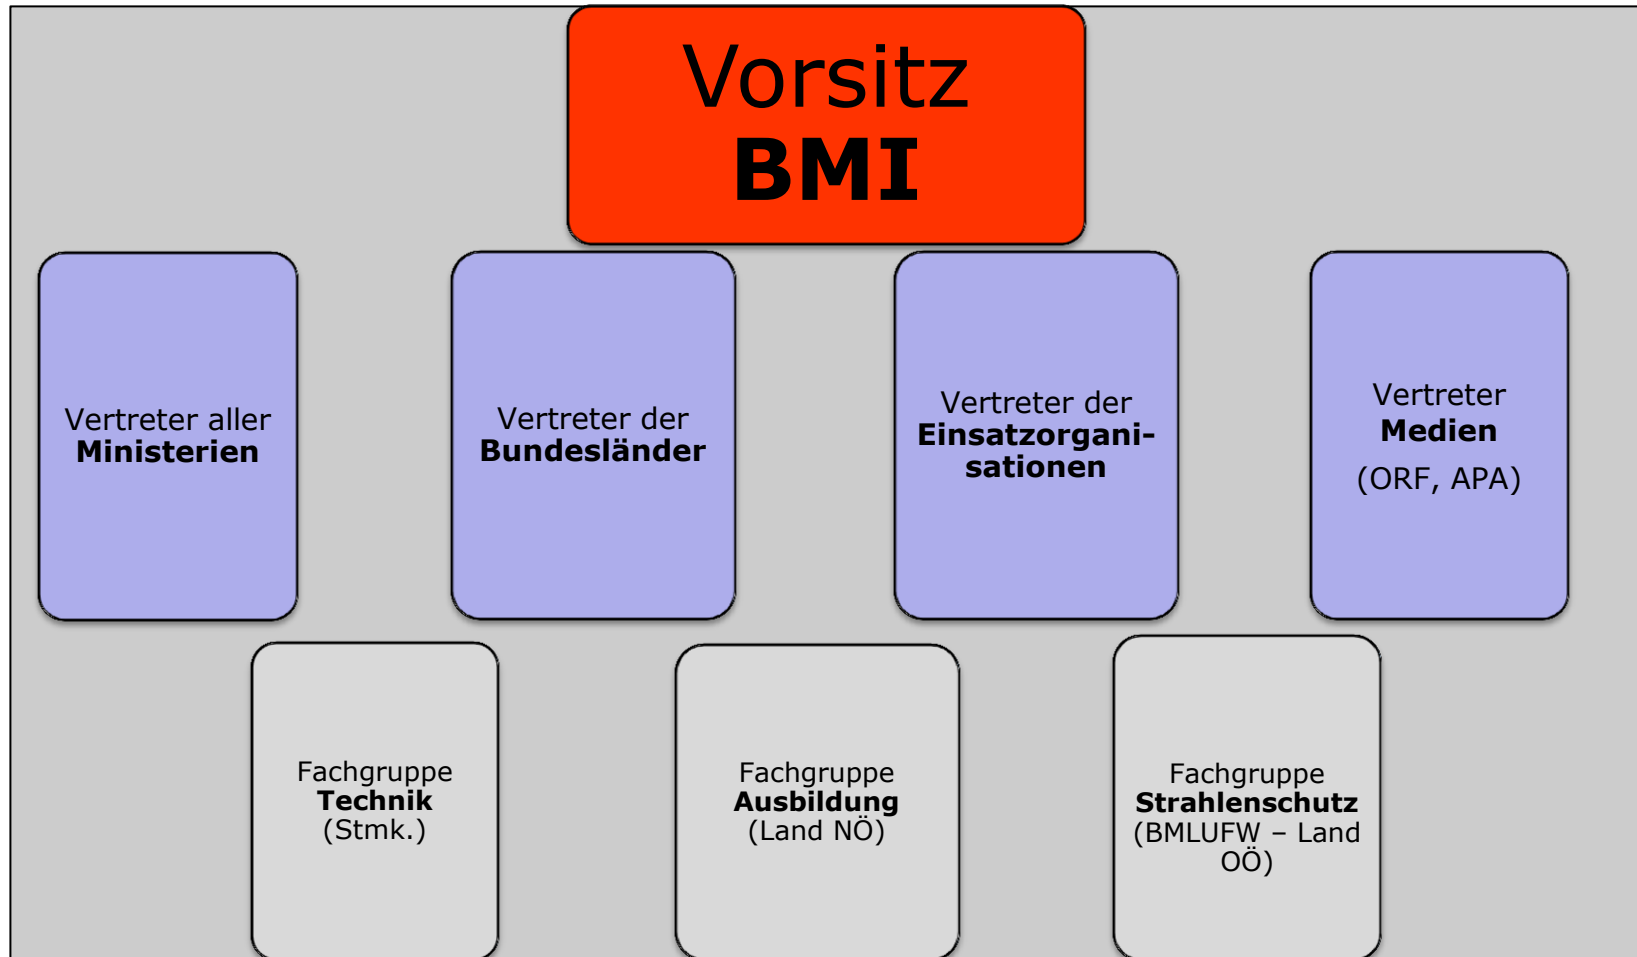 Vorsitz
BMI
Vertreter aller
Ministerien
Vertreter der
Bundesländer
Vertreter der
Einsatzorgani-
sationen
Vertreter
Medien
(ORF, APA)
Fachgruppe
Technik
(Stmk.)
Fachgruppe
Ausbildung
(Land NÖ)
Fachgruppe
Strahlenschutz
(BMLUFW – Land
OÖ)